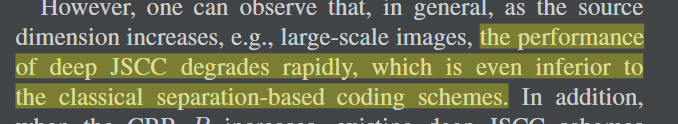 However, one can observe that, in general, as the source
dimension increases, e.g., large-scale images, the performance
of deep JSCC degrades rapidly, which is even inferior to
the classical separation-based coding schemes. In addition,